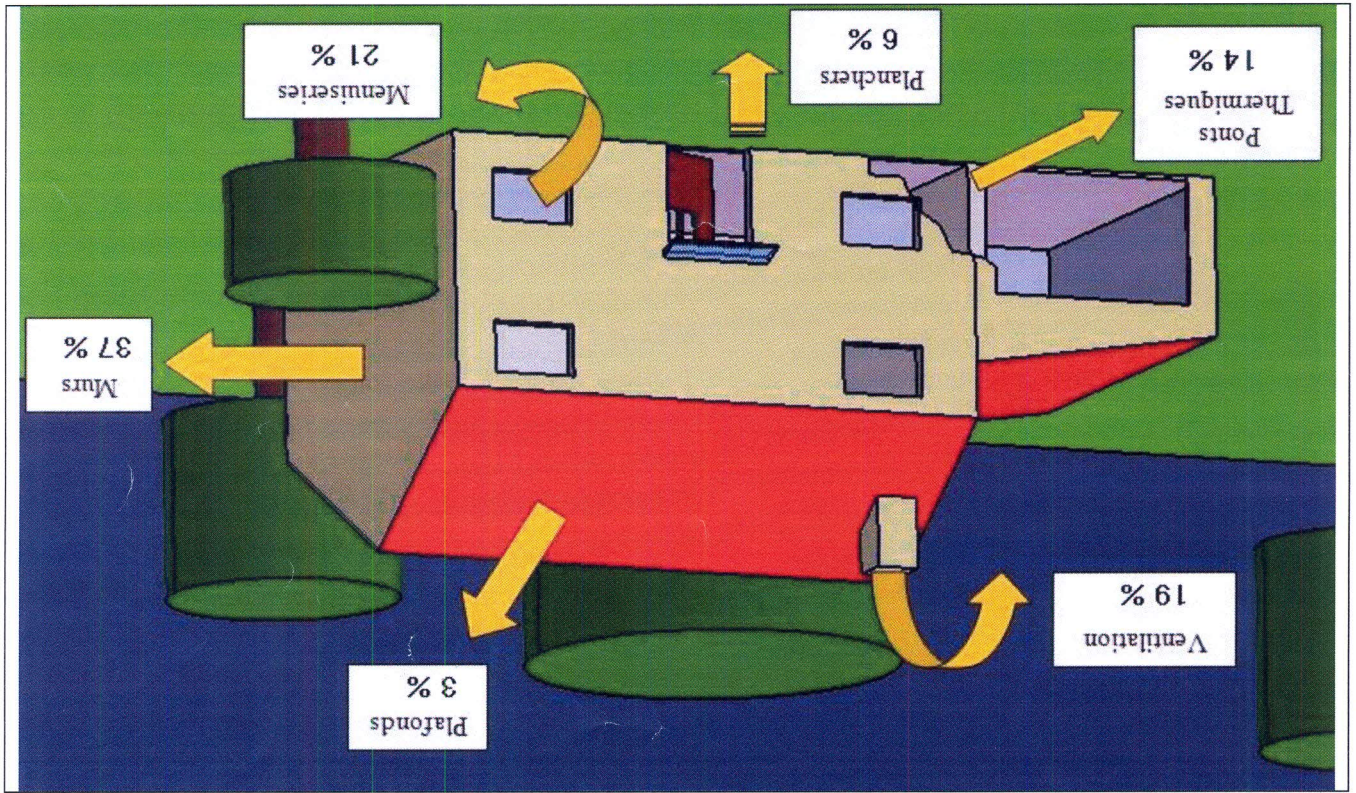 Plafonds
3 %
Ventilation
19 %
Murs
37 %
Ponts
Thermiques
14 %
Planchers
6 %
Menuiseries
21 %